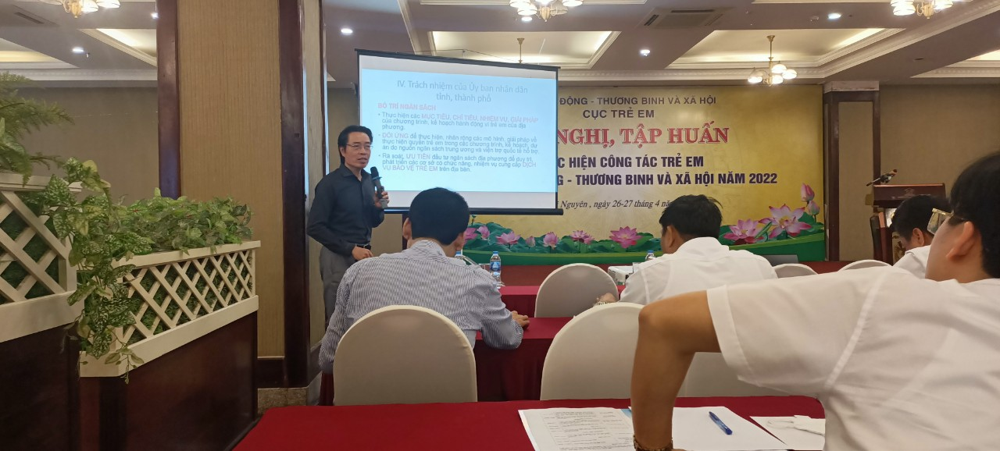 IV. Trách nhiệm của Ủy ban nhân dân
tỉnh, thành phố
BỐ TRÍ NGÂN SÁCH
• Thực hiện các MỤC TIÊU, CHỈ TIÊU, NHIỆM VỤ, GIẢI PHÁP
của chương trình, kế hoạch hành động vì trẻ em của địa
phương.
• ĐỐI ỨNG để thực hiện, nhân rộng các mô hình, giải pháp về
thực hiện quyền trẻ em trong các chương trình, kế hoạch, dự
án do nguồn ngân sách trung ương và viện trợ quốc tế hỗ trợ.
• Rà soát, ƯU TIÊN đầu tư ngân sách địa phương để duy trì,
phát triển các cơ sở có chức năng, nhiệm vụ cung cấp DỊCH
VỤ BẢO VỆ TRẺ EM trên địa bàn.
ĐỘNG - THƯƠNG BINH VÀ XÃ HỘI
CỤC TRẺ EM
NGHỊ, TẬP HUẤN
HIỆN CÔNG TÁC TRẺ EM
- THƯƠNG BINH VÀ XÃ HỘI NĂM 2022
Nguyên , ngày 26-27 tháng 4